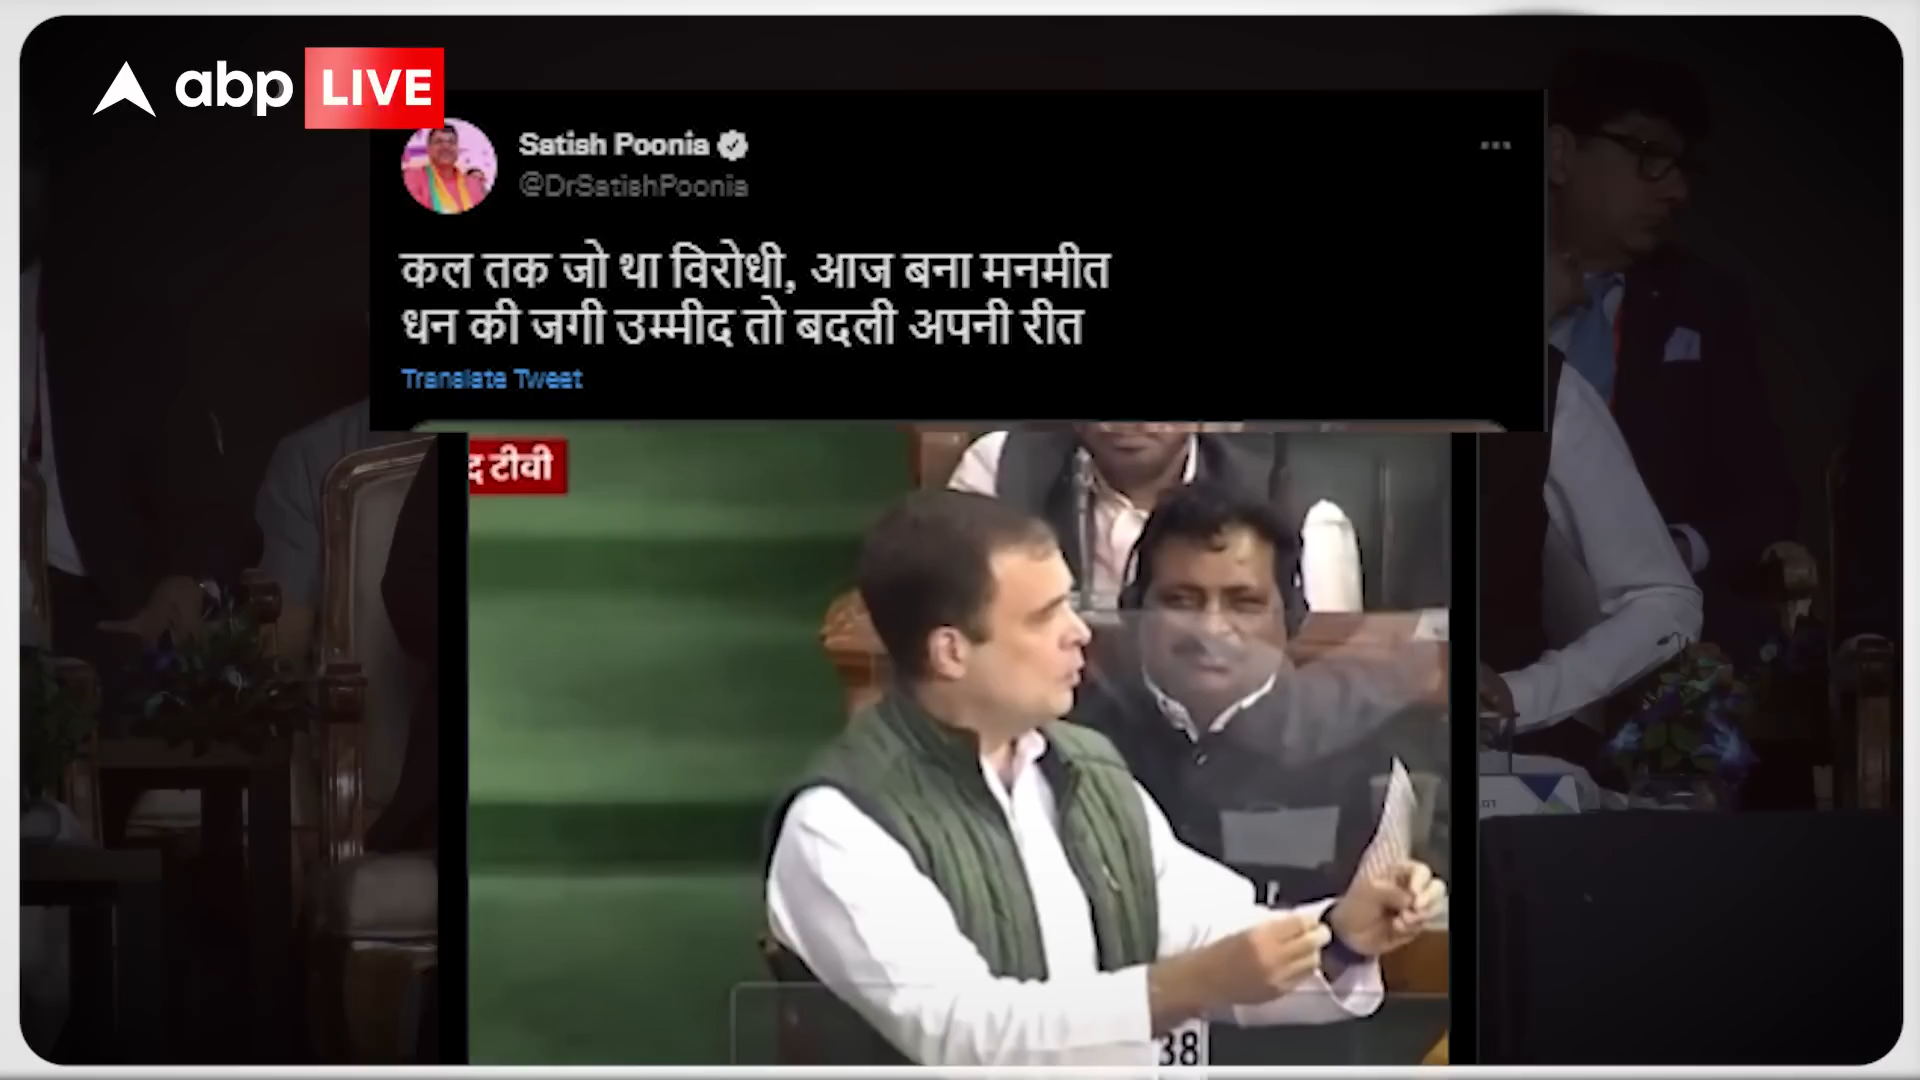 abp LIVE
Satish Poonia
@DrSatishPoonia
कल तक जो था विरोधी, आज बना मनमीत
धन की जगी उम्मीद तो बदली अपनी रीत
Translate Tweet
द टीवी
38